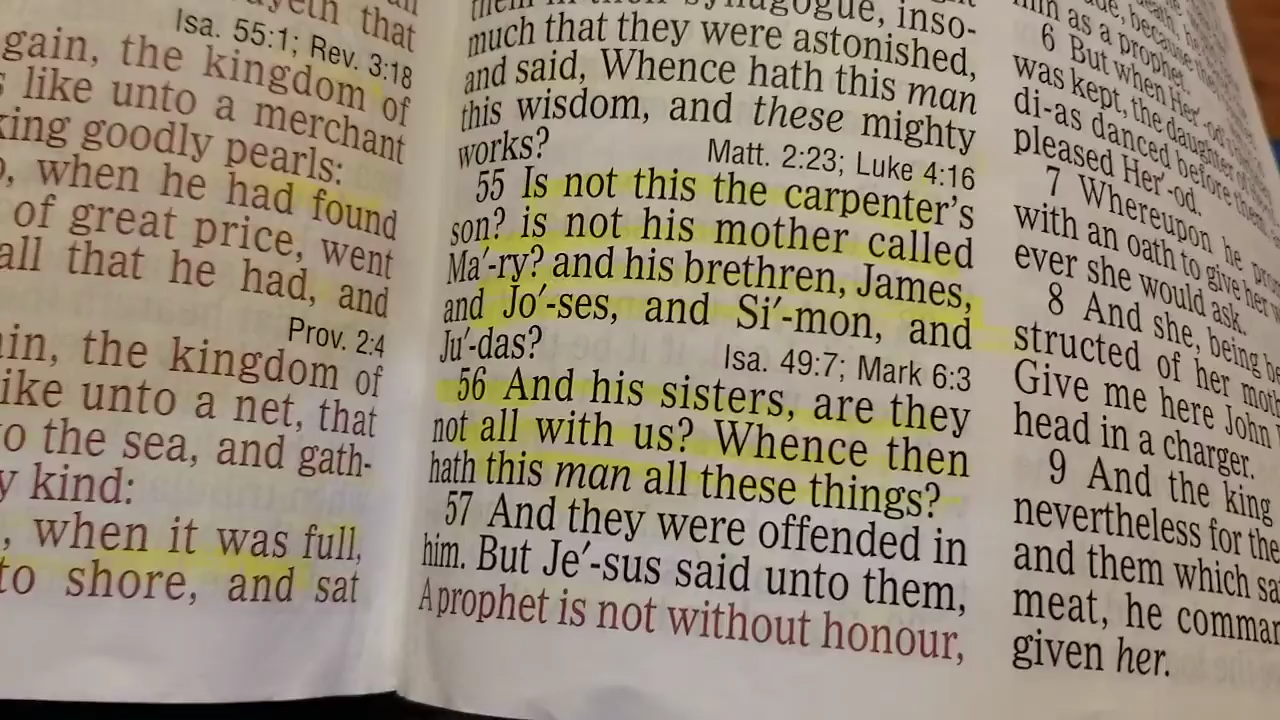 that
Isa. 55:1; Rev. 3:18
gain, the kingdom of
like unto a merchant
king goodly pearls:
, when he had found
of great price, went
all that he had, and
Prov. 2:4
in, the kingdom of
ike unto a net, that
o the sea, and gath-
y kind:
, when it was full,
to shore, and sat
them in their synagogue, inso-
much that they were astonished,
and said, Whence hath this man
this wisdom, and these mighty
works?
Matt. 2:23; Luke 4:16
55 Is not this the carpenter's
son? is not his mother called
Ma′-ry? and his brethren, James,
and Jo′-ses, and Si′-mon, and
Ju′-das?
Isa. 49:7; Mark 6:3
56 And his sisters, are they
not all with us? Whence then
hath this man all these things?
57 And they were offended in
him. But Je′-sus said unto them,
A prophet is not without honour,
him as a prophet.
6 But when Her′-od's
was kept, the daughter of
di-as danced before them,
pleased Her′-od.
7 Whereupon he
with an oath to give her
ever she would ask.
8 And she, being
structed of her
Give me here John
head in a charger.
9 And the king
nevertheless for the
and them which
meat, he
given her.